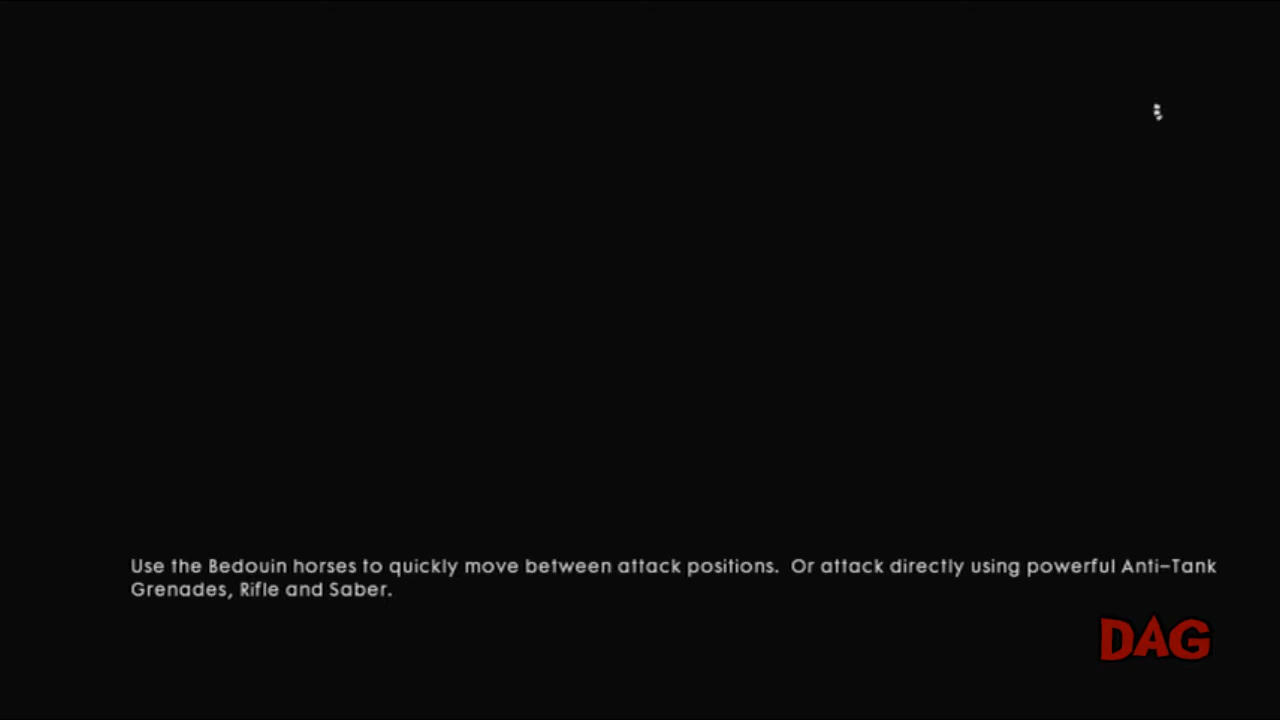 Use the Bedouin horses to quickly move between attack positions.  Or attack directly using powerful Anti-Tank
Grenades, Rifle and Saber.
DAG